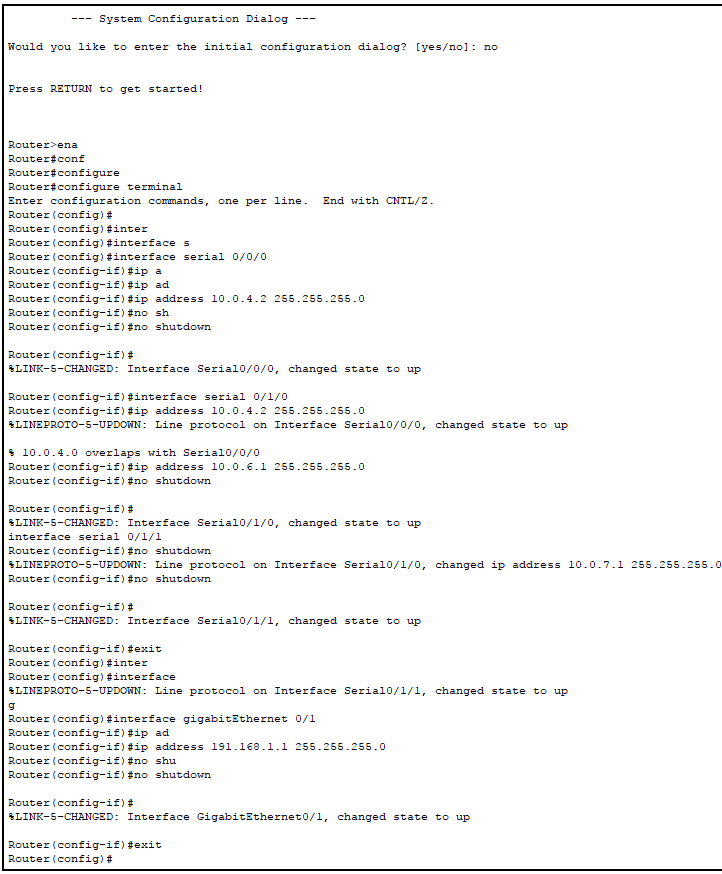 --- System Configuration Dialog ---
Would you like to enter the initial configuration dialog? [yes/no]: no
Press RETURN to get started!
Router>ena
Router#conf
Router#configure
Router#configure terminal
Enter configuration commands, one per line.  End with CNTL/Z.
Router(config)#
Router(config)#inter
Router(config)#interface s
Router(config)#interface serial 0/0/0
Router(config-if)#ip a
Router(config-if)#ip ad
Router(config-if)#ip address 10.0.4.2 255.255.255.0
Router(config-if)#no sh
Router(config-if)#no shutdown
Router(config-if)#
%LINK-5-CHANGED: Interface Serial0/0/0, changed state to up
Router(config-if)#interface serial 0/1/0
Router(config-if)#ip address 10.0.4.2 255.255.255.0
%LINEPROTO-5-UPDOWN: Line protocol on Interface Serial0/0/0, changed state to up
% 10.0.4.0 overlaps with Serial0/0/0
Router(config-if)#ip address 10.0.6.1 255.255.255.0
Router(config-if)#no shutdown
Router(config-if)#
%LINK-5-CHANGED: Interface Serial0/1/0, changed state to up
interface serial 0/1/1
Router(config-if)#no shutdown
%LINEPROTO-5-UPDOWN: Line protocol on Interface Serial0/1/0, changed ip address 10.0.7.1 255.255.255.0
Router(config-if)#no shutdown
Router(config-if)#
%LINK-5-CHANGED: Interface Serial0/1/1, changed state to up
Router(config-if)#exit
Router(config)#inter
Router(config)#interface
%LINEPROTO-5-UPDOWN: Line protocol on Interface Serial0/1/1, changed state to up
g
Router(config)#interface gigabitEthernet 0/1
Router(config-if)#ip ad
Router(config-if)#ip address 191.168.1.1 255.255.255.0
Router(config-if)#no shu
Router(config-if)#no shutdown
Router(config-if)#
%LINK-5-CHANGED: Interface GigabitEthernet0/1, changed state to up
Router(config-if)#exit
Router(config)#